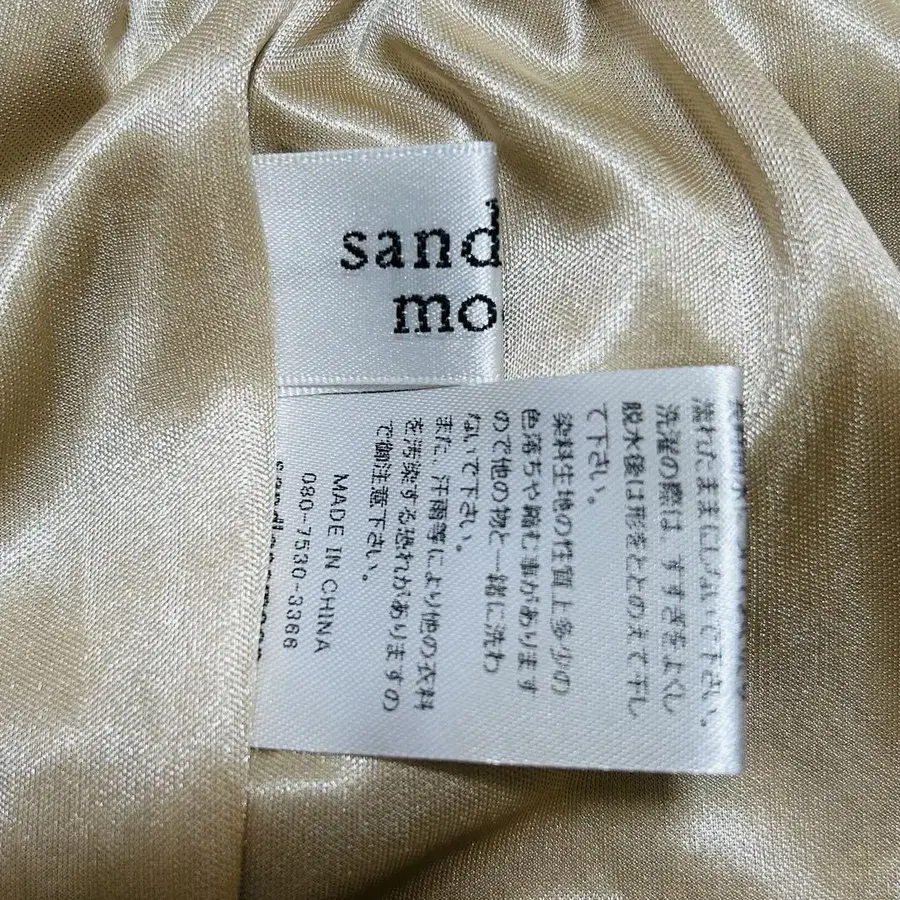 sand
mo
濡れたままにしないで下さい。
洗濯の際は、すすぎをよくし
脱水後は形をととのえて干し
て下さい。
染料生地の性質上多少の
色落ちや縮む事があります
ので他の物と一緒に洗わ
ないで下さい。
また、汗雨等により他の衣料
を汚染する恐れがありますの
で御注意下さい。
MADE IN CHINA
080-7530-3366